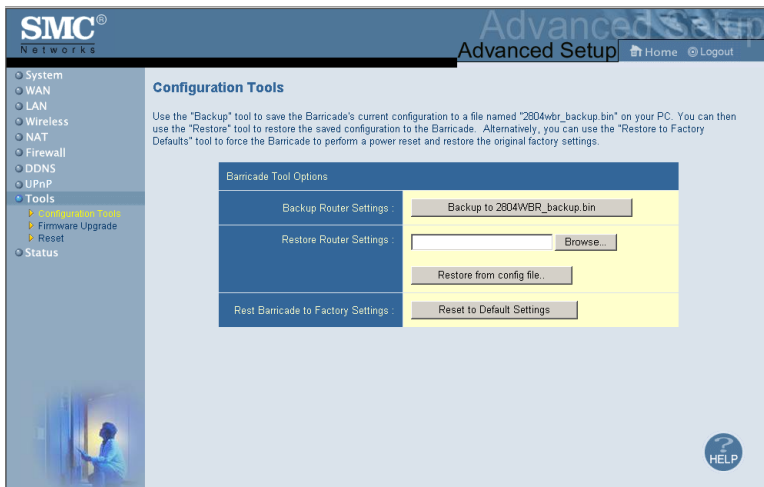 SMC®
Networks
Advanced Setup
Advanced Setup
Home
Logout
System
WAN
LAN
Wireless
NAT
Firewall
DDNS
UPnP
Tools
Configuration Tools
Firmware Upgrade
Reset
Status
Configuration Tools
Use the "Backup" tool to save the Barricade's current configuration to a file named "2804wbr_backup.bin" on your PC. You can then
use the "Restore" tool to restore the saved configuration to the Barricade. Alternatively, you can use the "Restore to Factory
Defaults" tool to force the Barricade to perform a power reset and restore the original factory settings.
Barricade Tool Options
Backup Router Settings :
Backup to 2804WBR_backup.bin
Restore Router Settings :
Browse...
Restore from config file..
Rest Barricade to Factory Settings :
Reset to Default Settings
?
HELP